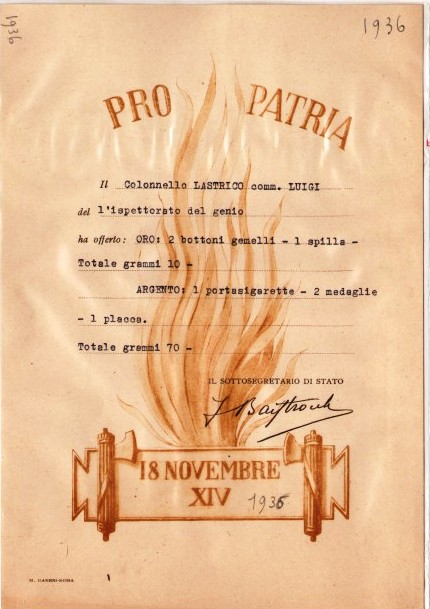 1936
1936
PRO PATRIA
Il Colonnello LASTRICO comm. LUIGI
del l'ispettorato del genio
ha offerto: ORO: 2 bottoni gemelli - 1 spilla -
Totale grammi 10 -
ARGENTO: 1 portasigarette - 2 medaglie
- 1 placca.
Totale grammi 70 -
IL SOTTOSEGRETARIO DI STATO
18 NOVEMBRE
XIV
1936